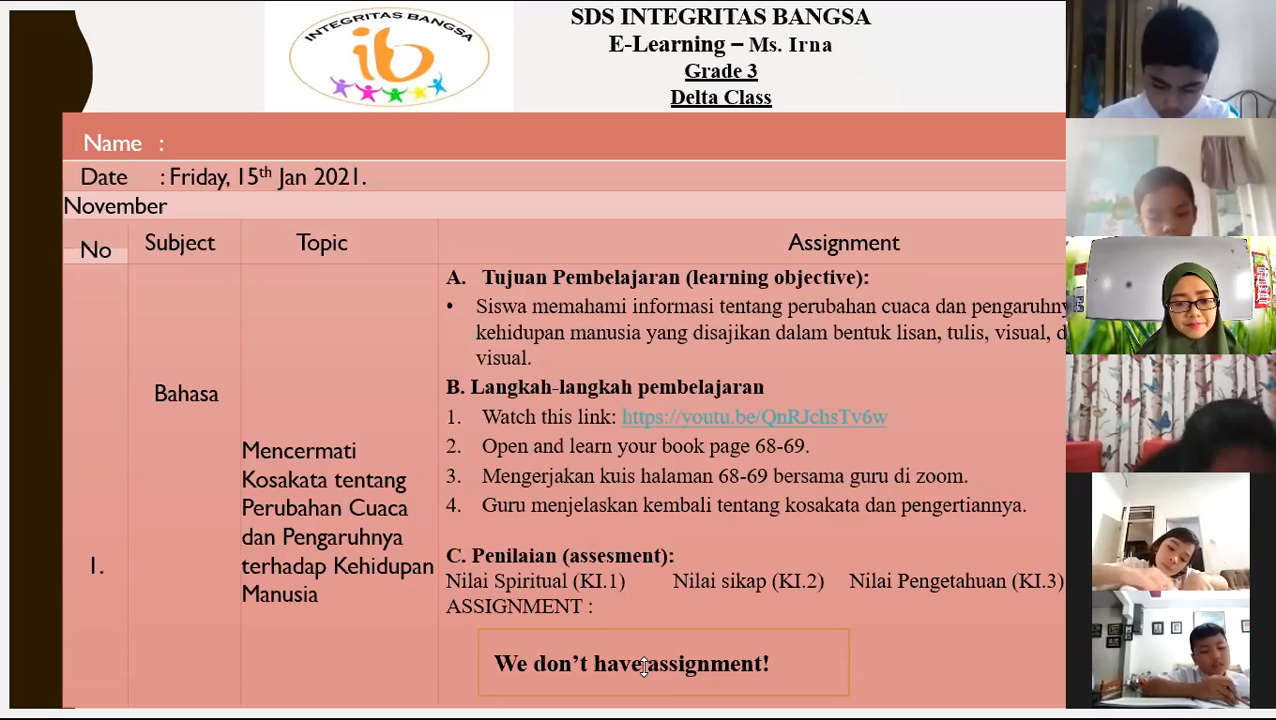 INTEGRITAS BANGSA
ib
SDS INTEGRITAS BANGSA
E-Learning – Ms. Irna
Grade 3
Delta Class
Name :
Date : Friday, 15th Jan 2021.
November
No Subject Topic Assignment
1.
Bahasa
Mencermati
Kosakata tentang
Perubahan Cuaca
dan Pengaruhnya
terhadap Kehidupan
Manusia
A. Tujuan Pembelajaran (learning objective):
• Siswa memahami informasi tentang perubahan cuaca dan
kehidupan manusia yang disajikan dalam bentuk lisan, tulis, visual,
visual.
B. Langkah-langkah pembelajaran
1. Watch this link: https://youtu.be/QnRJchsTv6w
2. Open and learn your book page 68-69.
3. Mengerjakan kuis halaman 68-69 bersama guru di zoom.
4. Guru menjelaskan kembali tentang kosakata dan pengertiannya.
C. Penilaian (assesment):
Nilai Spiritual (KI.1) Nilai sikap (KI.2) Nilai Pengetahuan (KI.3)
ASSIGNMENT :
We don't have assignment!